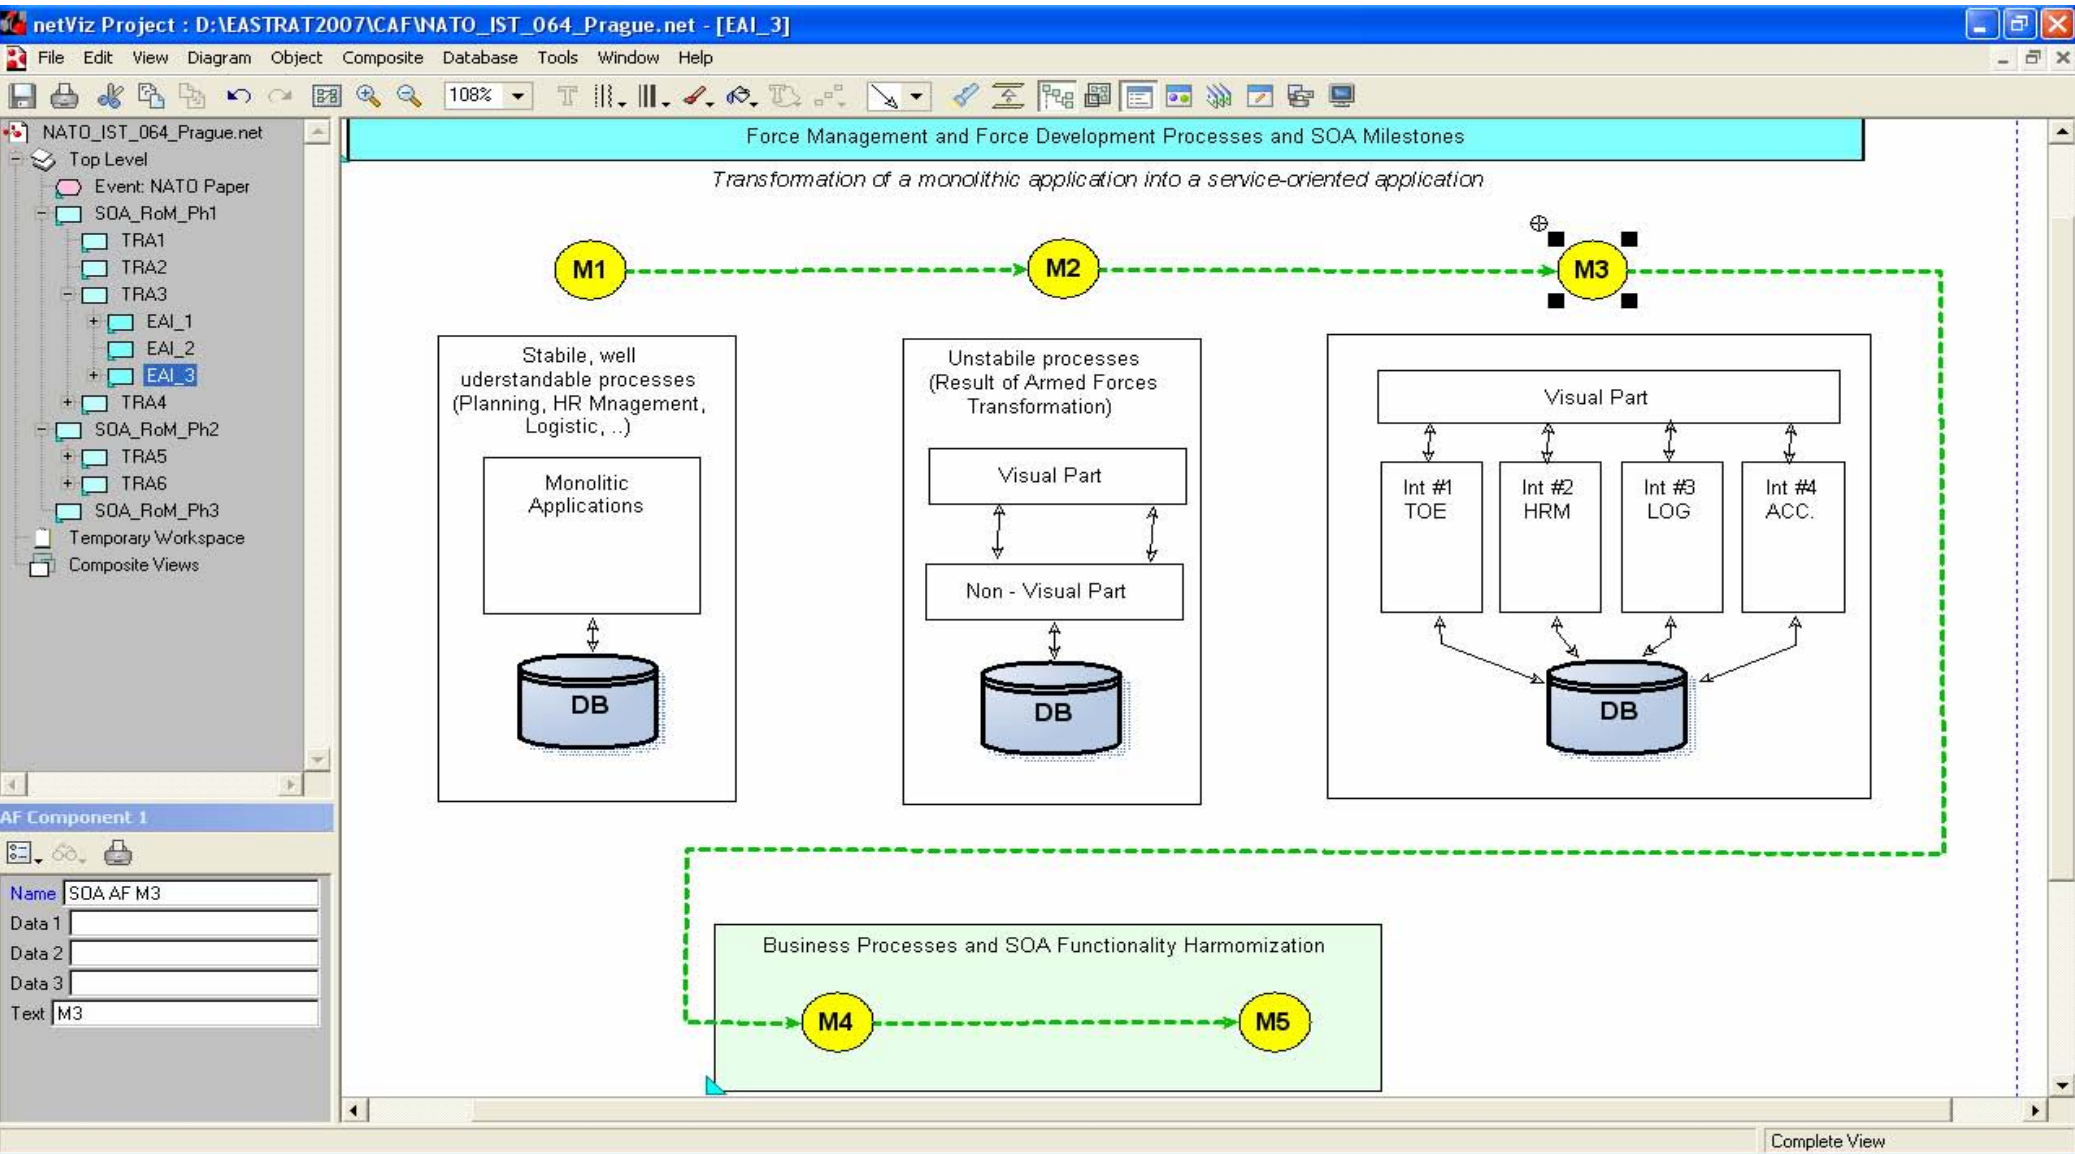 netViz Project : D:\EASTRAT2007\CAF\NATO_IST_064_Prague.net - [EAI_3]
File Edit View Diagram Object Composite Database Tools Window Help
108%
NATO_IST_064_Prague.net
Top Level
Event: NATO Paper
SOA_RoM_Ph1
TRA1
TRA2
TRA3
EAI_1
EAI_2
EAI_3
TRA4
SOA_RoM_Ph2
TRA5
TRA6
SOA_RoM_Ph3
Temporary Workspace
Composite Views
AF Component 1
Name SOA AF M3
Data 1
Data 2
Data 3
Text M3
Force Management and Force Development Processes and SOA Milestones
Transformation of a monolithic application into a service-oriented application
M1
M2
M3
Stabile, well
uderstandable processes
(Planning, HR Mnagement,
Logistic, ..)
Monolitic
Applications
DB
Unstabile processes
(Result of Armed Forces
Transformation)
Visual Part
Non - Visual Part
DB
Visual Part
Int #1
TOE
Int #2
HRM
Int #3
LOG
Int #4
ACC.
DB
Business Processes and SOA Functionality Harmomization
M4
M5
Complete View